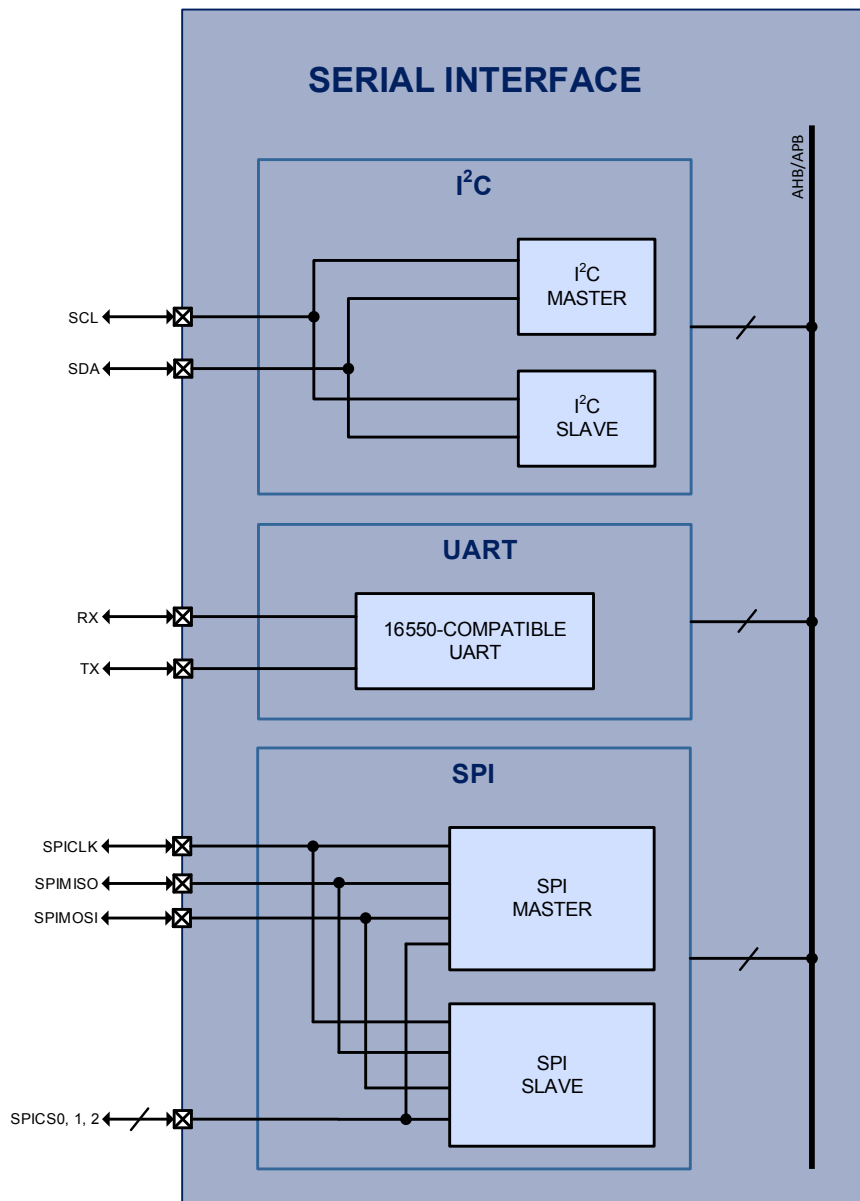 SERIAL INTERFACE
AHB/APB
I²C
I²C
MASTER
SCL
SDA
I²C
SLAVE
UART
RX
16550-COMPATIBLE
UART
TX
SPI
SPICLK
SPIMISO
SPIMOSI
SPI
MASTER
SPI
SLAVE
SPICS0, 1, 2